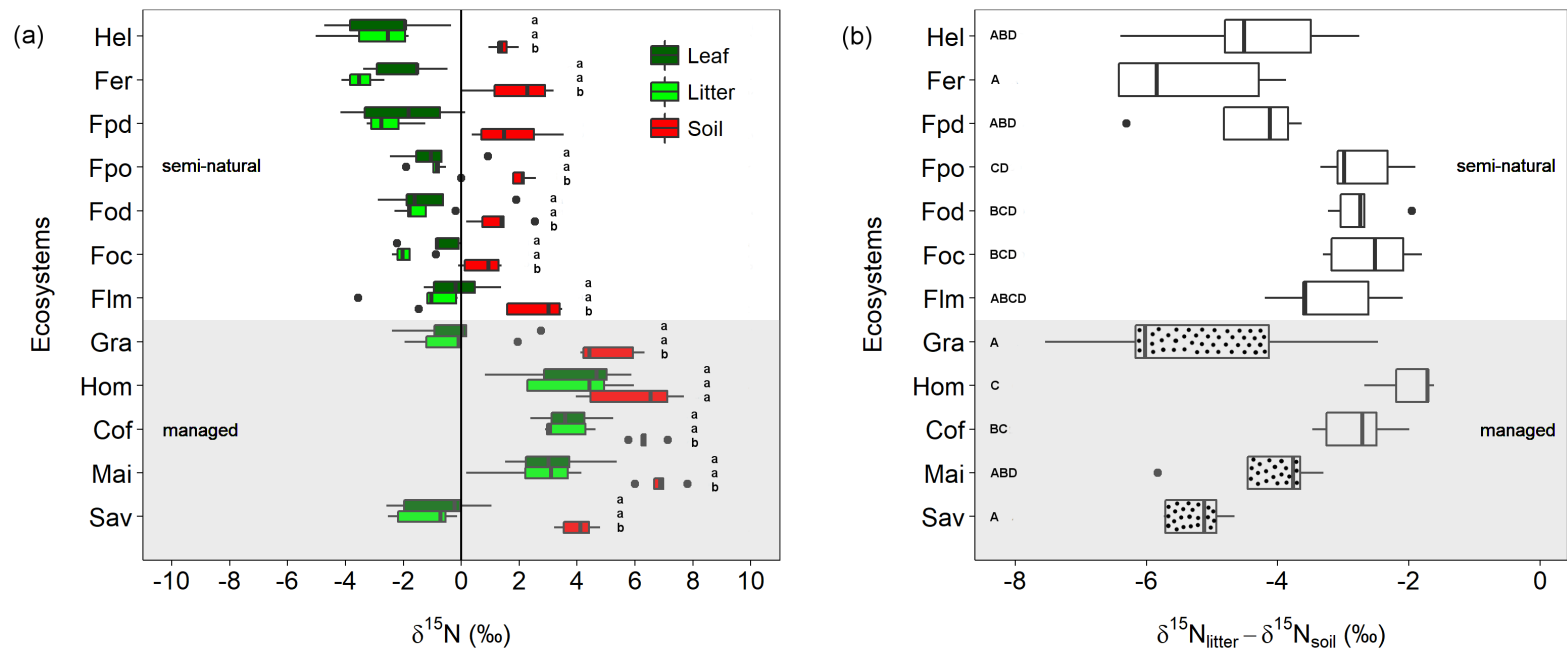 (a)
Ecosystems
Hel
Fer
Fpd
Fpo
Fod
Foc
Flm
Gra
Hom
Cof
Mai
Sav
semi-natural
managed
Leaf
Litter
Soil
a
a
b
a
a
b
a
a
b
a
a
b
a
a
b
a
a
b
a
a
b
a
a
b
a
a
a
a
a
b
a
a
b
a
a
b
-10 -8 -6 -4 -2 0 2 4 6 8 10
δ15N (‰)
(b)
Ecosystems
Hel ABD
Fer A
Fpd ABD
Fpo CD
Fod BCD
Foc BCD
Flm ABCD
Gra A
Hom C
Cof BC
Mai ABD
Sav A
semi-natural
managed
-8 -6 -4 -2 0
δ15Nlitter – δ15Nsoil (‰)